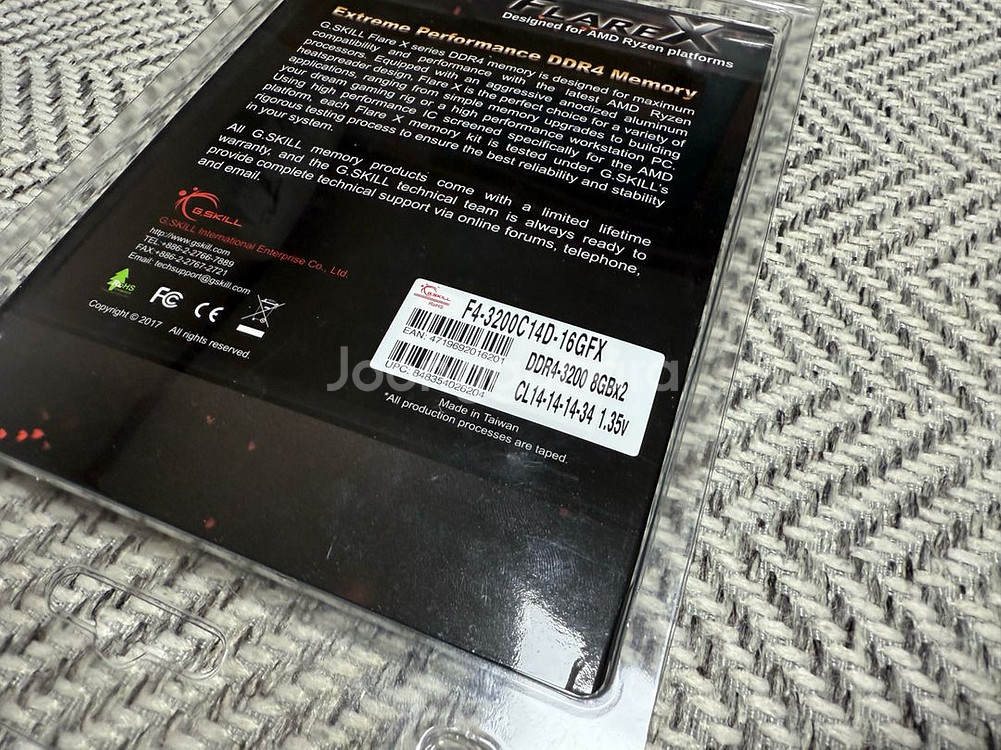 FLARE X
Designed for AMD Ryzen platforms
Extreme Performance DDR4 Memory
G.SKILL Flare X series DDR4 memory is designed for maximum
compatibility and performance with the latest AMD Ryzen
processors. Equipped with an aggressive anodized aluminum
heatspreader design, Flare X is the perfect choice for a variety of
applications, ranging from simple memory upgrades to building
your dream gaming rig or a high performance workstation PC.
Using high performance IC screened specifically for the AMD
platform, each Flare X memory kit is tested under G.SKILL's
rigorous testing process to ensure the best reliability and stability
in your system.
All G.SKILL memory products come with a limited lifetime
warranty, and the G.SKILL technical team is always ready to
provide complete technical support via online forums, telephone,
and email.
G.SKILL
G.SKILL International Enterprise Co., Ltd.
http://www.gskill.com
TEL:+886-2-2766-7889
FAX:+886-2-2767-2721
Email: techsupport@gskill.com
RoHS
FC CE
Copyright © 2017 All rights reserved.
G.SKILL
RoHS
F4-3200C14D-16GFX
EAN: 4719692016201
DDR4-3200 8GBx2
UPC: 848354026204
CL14-14-14-34 1.35v
Made in Taiwan
*All production processes are taped.